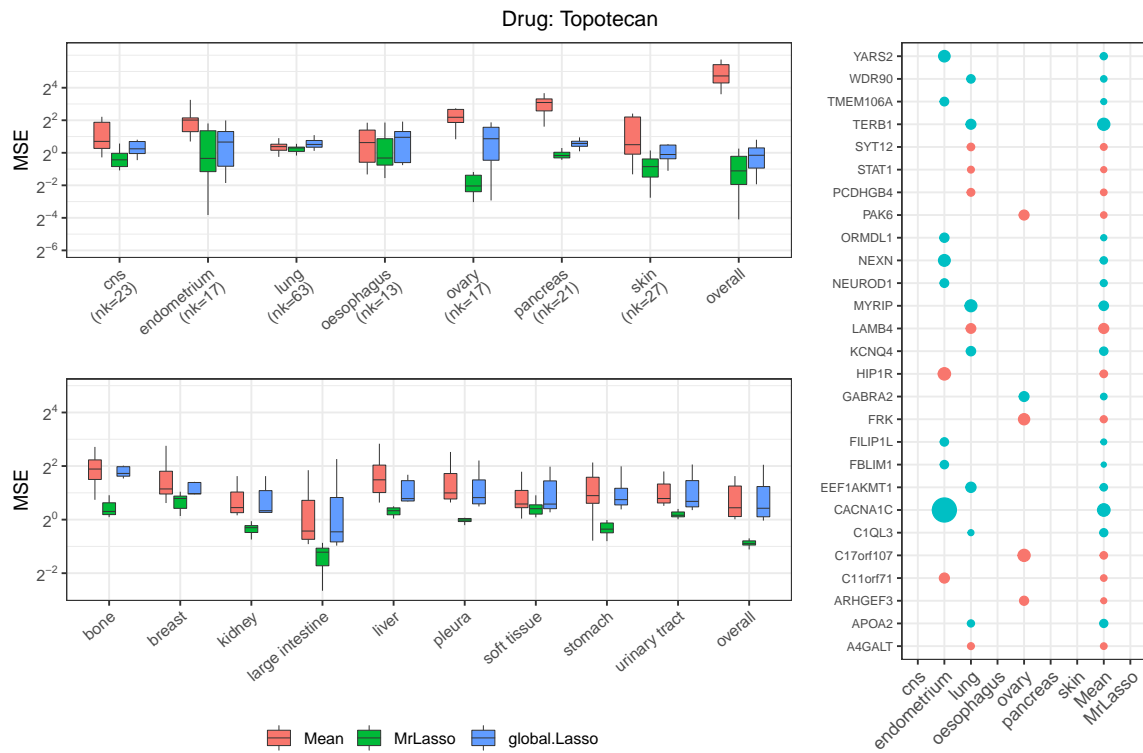 Drug: Topotecan
MSE
2^4
2^2
2^0
2^−2
2^−4
2^−6
cns
(nk=23)
endometrium
(nk=17)
lung
(nk=63)
oesophagus
(nk=13)
ovary
(nk=17)
pancreas
(nk=21)
skin
(nk=27)
overall
MSE
2^4
2^2
2^0
2^−2
bone
breast
kidney
large intestine
liver
pleura
soft tissue
stomach
urinary tract
overall
Mean
MrLasso
global.Lasso
YARS2
WDR90
TMEM106A
TERB1
SYT12
STAT1
PCDHGB4
PAK6
ORMDL1
NEXN
NEUROD1
MYRIP
LAMB4
KCNQ4
HIP1R
GABRA2
FRK
FILIP1L
FBLIM1
EEF1AKMT1
CACNA1C
C1QL3
C17orf107
C11orf71
ARHGEF3
APOA2
A4GALT
cns
endometrium
lung
oesophagus
ovary
pancreas
skin
Mean
MrLasso